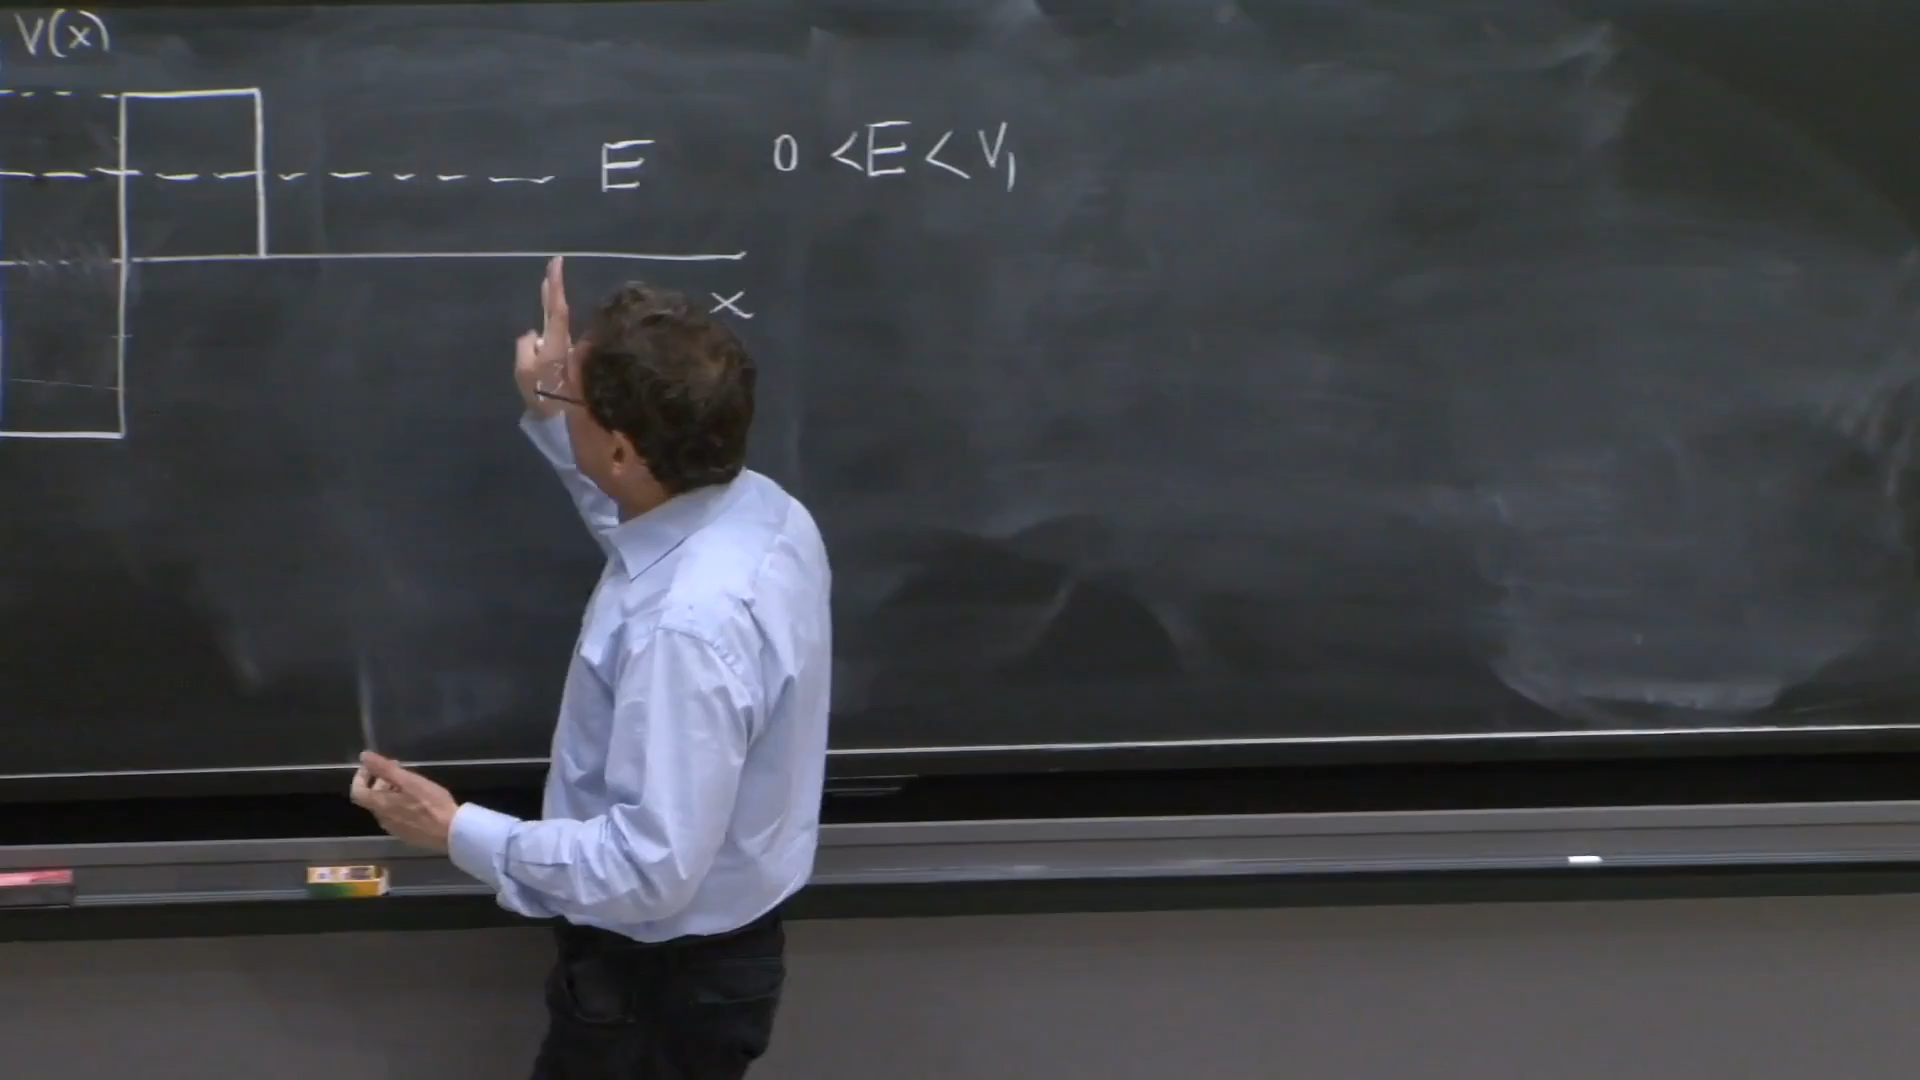 V(x)
E 0 < E < V₁
x